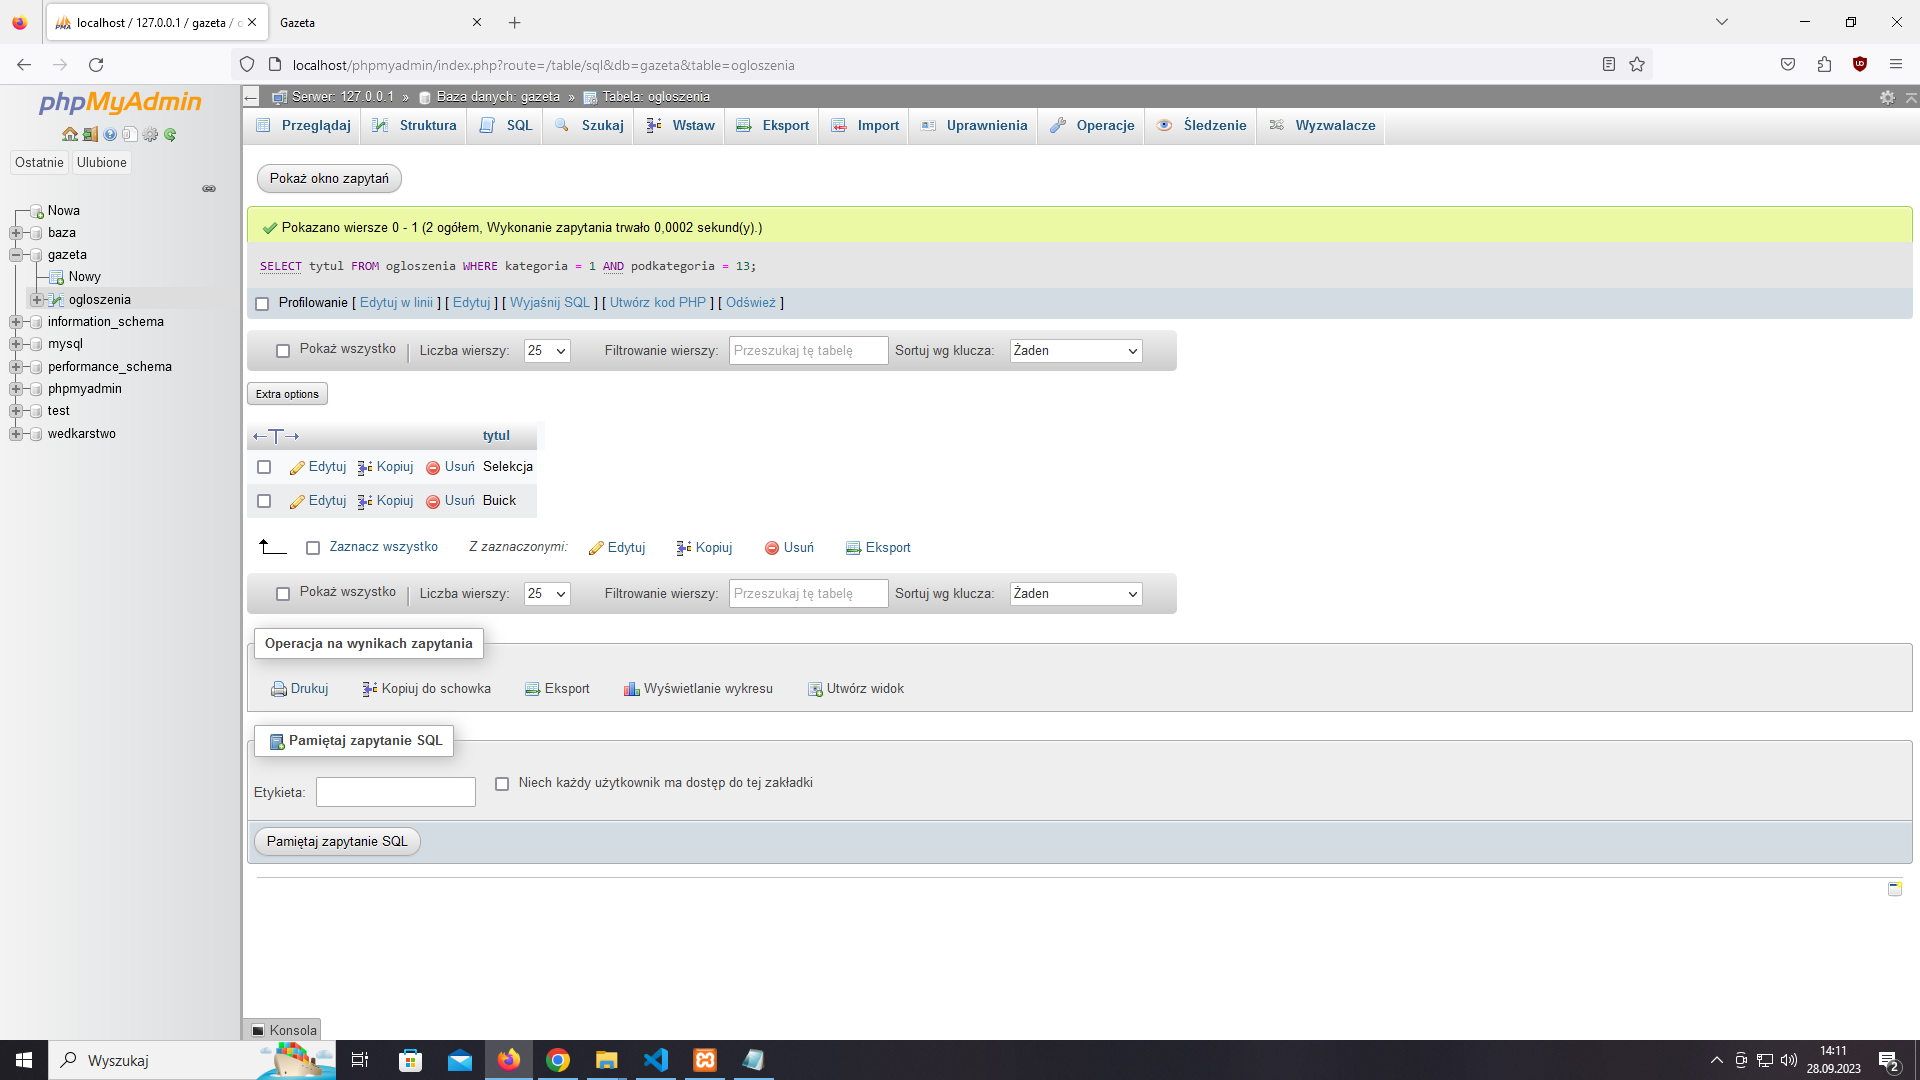 localhost / 127.0.0.1 / gazeta / o
Gazeta
localhost/phpmyadmin/index.php?route=/table/sql&db=gazeta&table=ogloszenia
phpMyAdmin
Ostatnie
Ulubione
Nowa
baza
gazeta
Nowy
ogloszenia
information_schema
mysql
performance_schema
phpmyadmin
test
wedkarstwo
Serwer: 127.0.0.1 » Baza danych: gazeta » Tabela: ogloszenia
Przeglądaj Struktura SQL Szukaj Wstaw Eksport Import Uprawnienia Operacje Śledzenie Wyzwalacze
Pokaż okno zapytań
Pokazano wiersze 0 - 1 (2 ogółem, Wykonanie zapytania trwało 0,0002 sekund(y).)
SELECT tytul FROM ogloszenia WHERE kategoria = 1 AND podkategoria = 13;
Profilowanie [ Edytuj w linii ] [ Edytuj ] [ Wyjaśnij SQL ] [ Utwórz kod PHP ] [ Odśwież ]
Pokaż wszystko | Liczba wierszy: 25 Filtrowanie wierszy: Przeszukaj tę tabelę Sortuj wg klucza: Żaden
Extra options
←T→ tytul
Edytuj Kopiuj Usuń Selekcja
Edytuj Kopiuj Usuń Buick
Zaznacz wszystko Z zaznaczonymi: Edytuj Kopiuj Usuń Eksport
Pokaż wszystko | Liczba wierszy: 25 Filtrowanie wierszy: Przeszukaj tę tabelę Sortuj wg klucza: Żaden
Operacja na wynikach zapytania
Drukuj Kopiuj do schowka Eksport Wyświetlanie wykresu Utwórz widok
Pamiętaj zapytanie SQL
Etykieta: Niech każdy użytkownik ma dostęp do tej zakładki
Pamiętaj zapytanie SQL
Konsola
Wyszukaj
14:11
28.09.2023
2